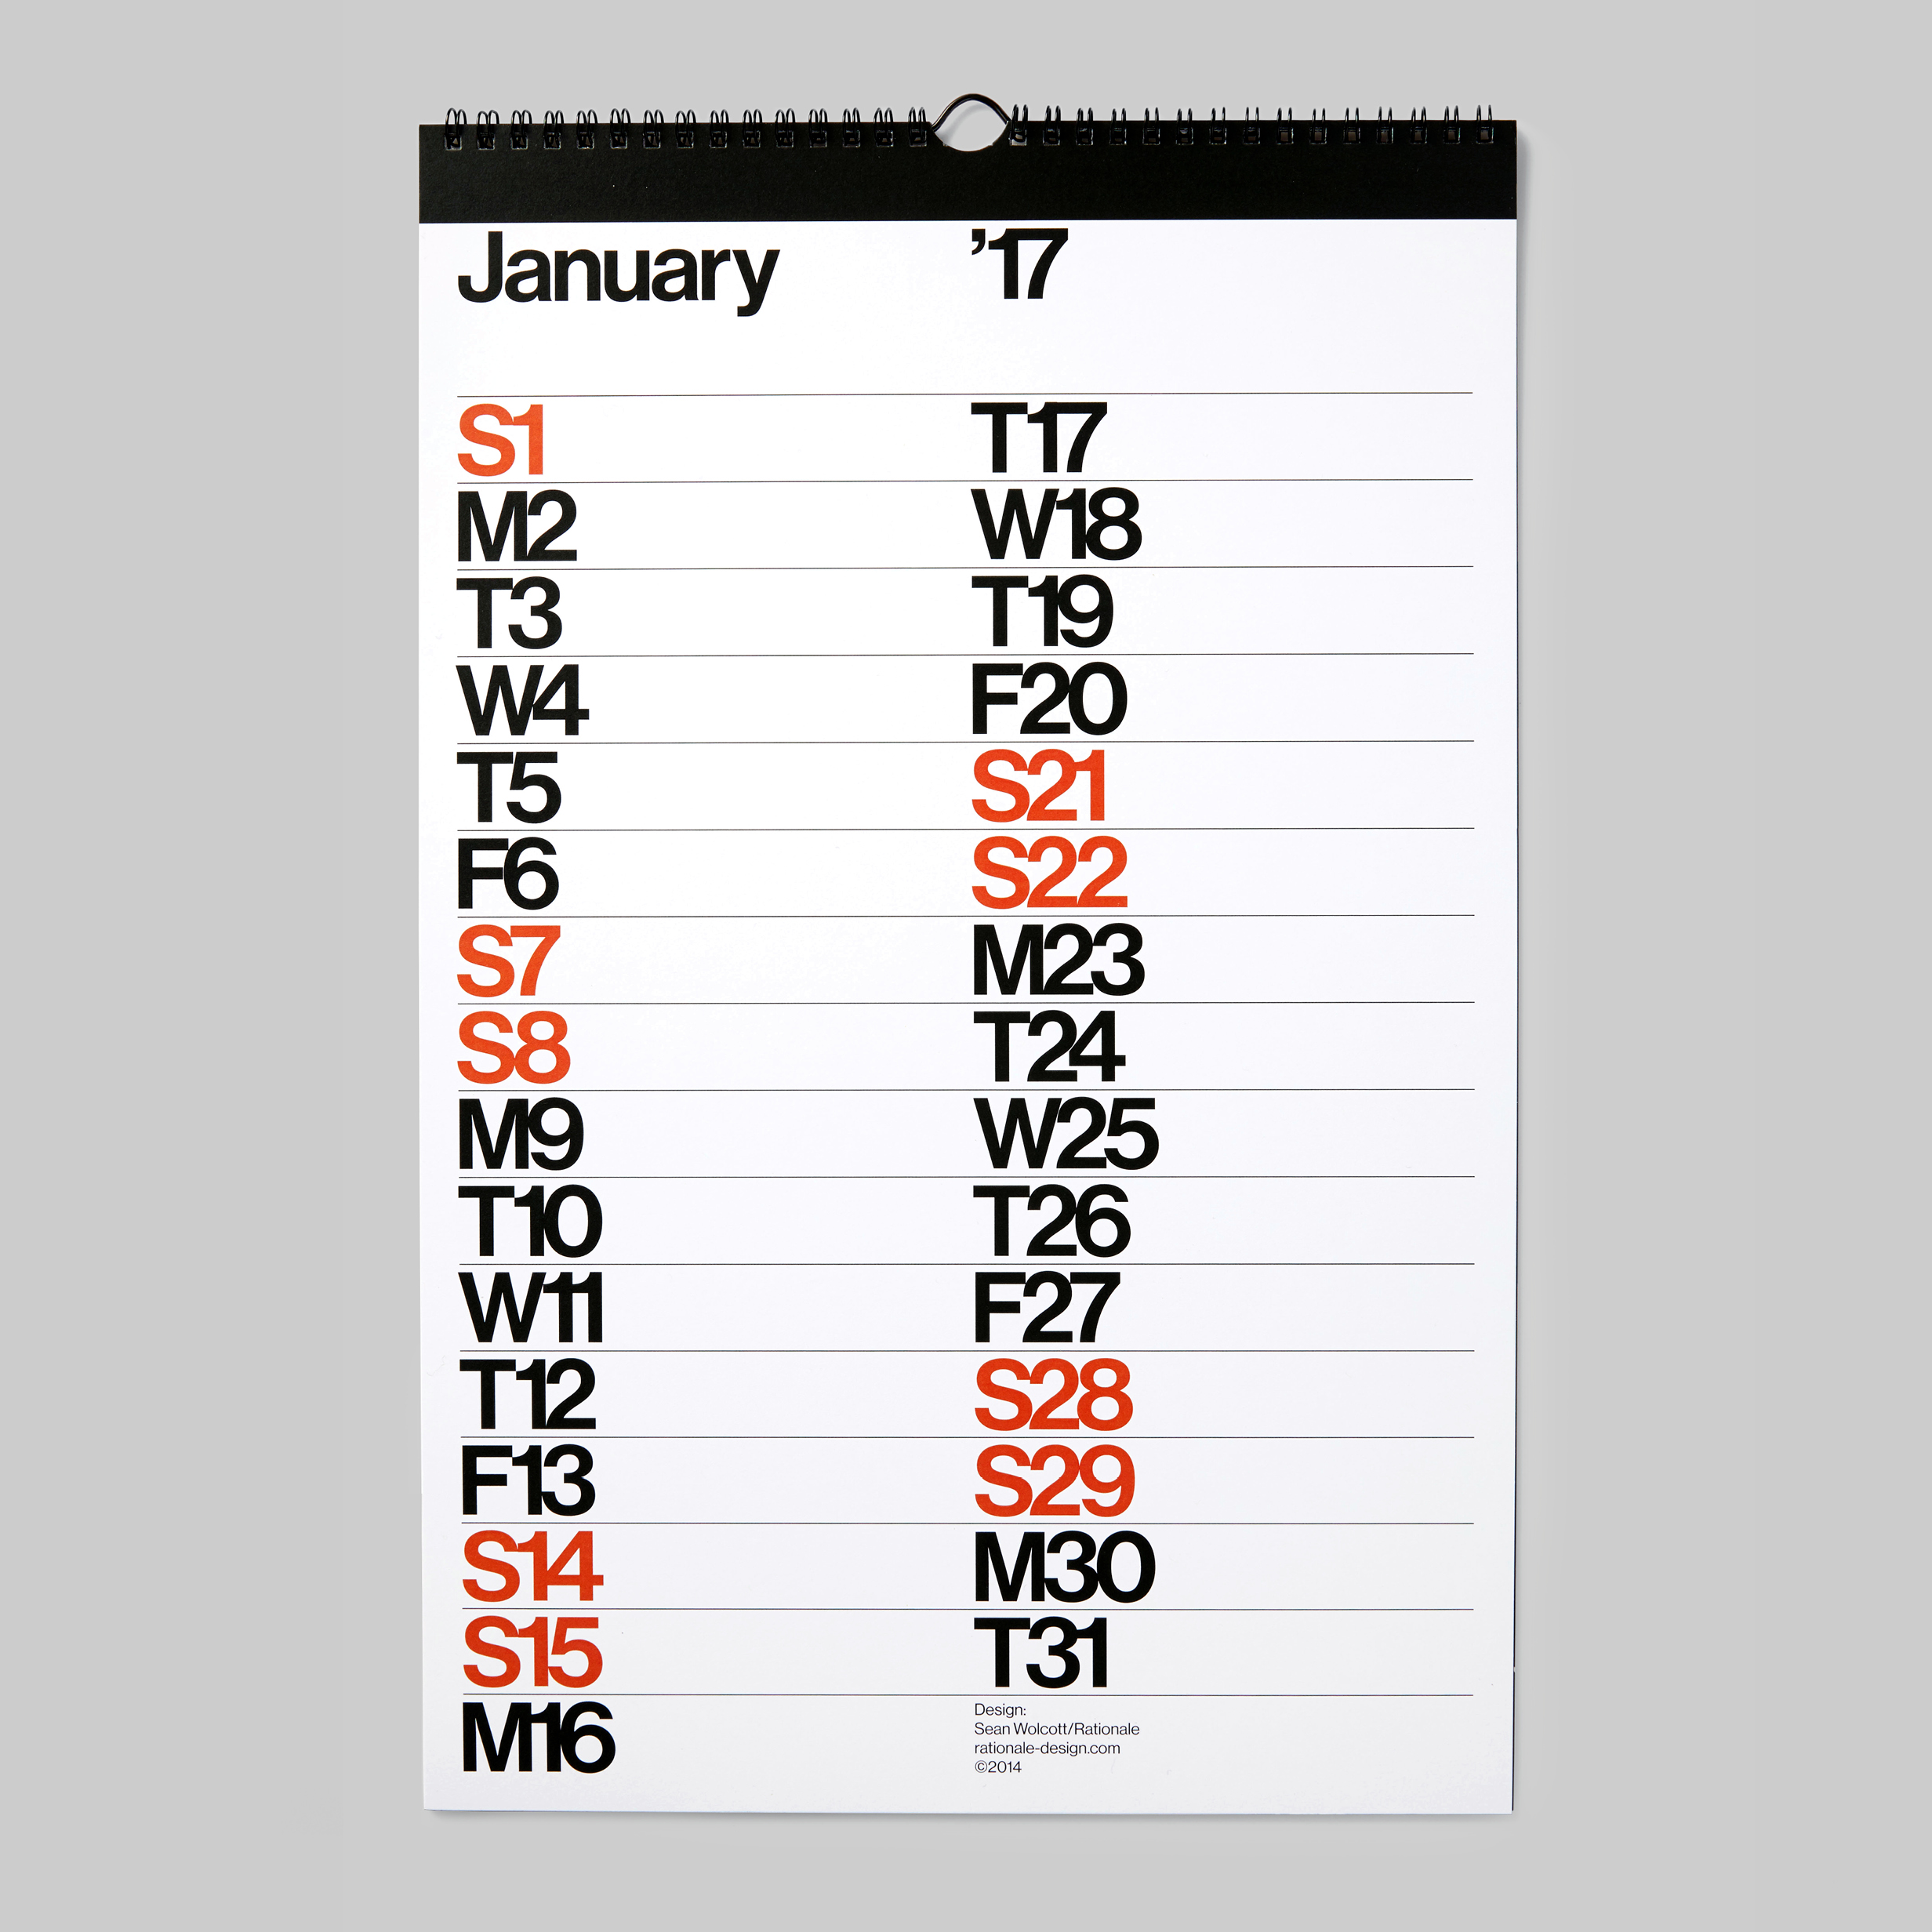 January ’17
S1
M2
T3
W4
T5
F6
S7
S8
M9
T10
W11
T12
F13
S14
S15
M16
T17
W18
T19
F20
S21
S22
M23
T24
W25
T26
F27
S28
S29
M30
T31
Design:
Sean Wolcott/Rationale
rationale-design.com
©2014